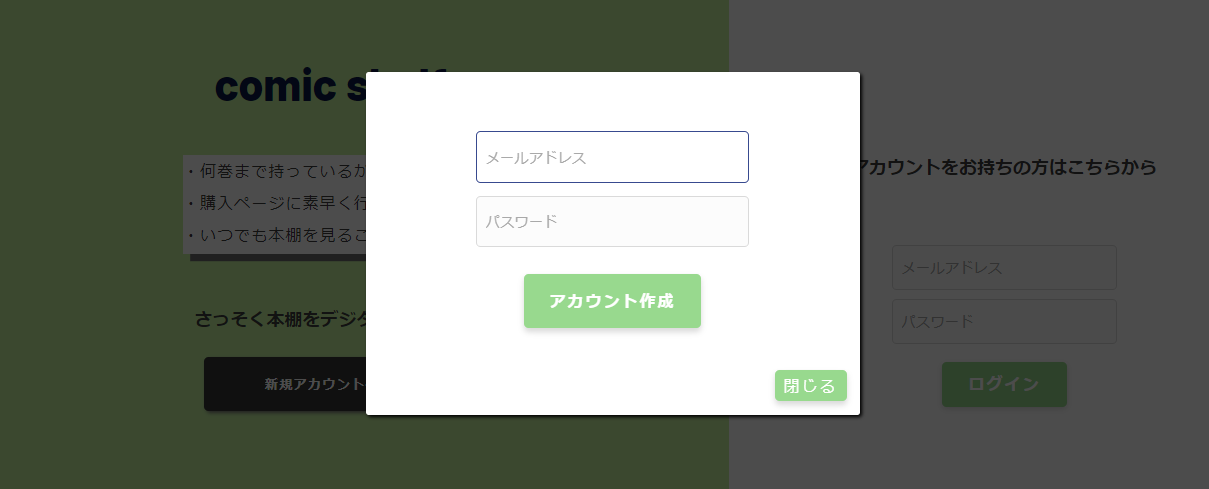 comic
・何巻まで持っているか
・購入ページに素早く行
・いつでも本棚を見るこ
さっそく本棚をデジタ
新規アカウント
メールアドレス
パスワード
アカウント作成
閉じる
アカウントをお持ちの方はこちらから
メールアドレス
パスワード
ログイン